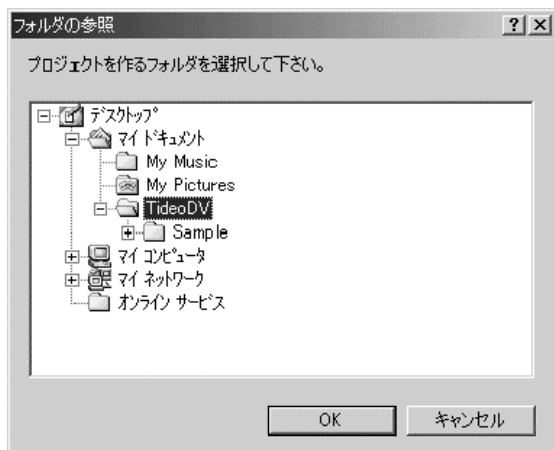 フォルダの参照
プロジェクトを作るフォルダを選択して下さい。
デスクトップ
マイ ドキュメント
My Music
My Pictures
TideoDV
Sample
マイ コンピュータ
マイ ネットワーク
オンライン サービス
OK キャンセル